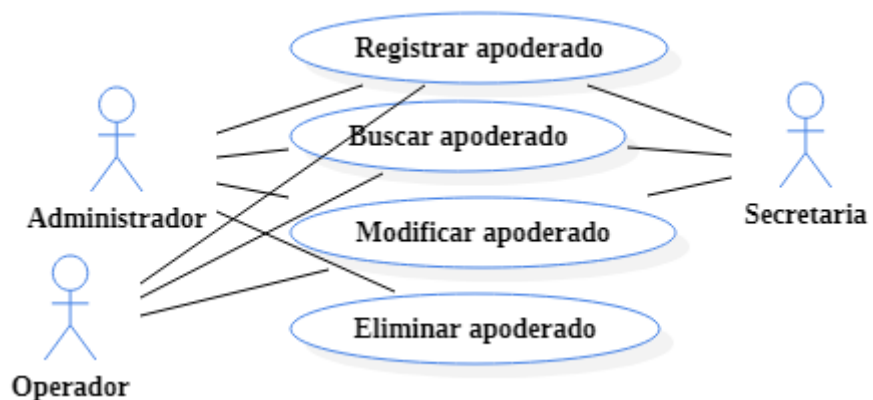 Registrar apoderado
Buscar apoderado
Administrador
Secretaria
Modificar apoderado
Eliminar apoderado
Operador